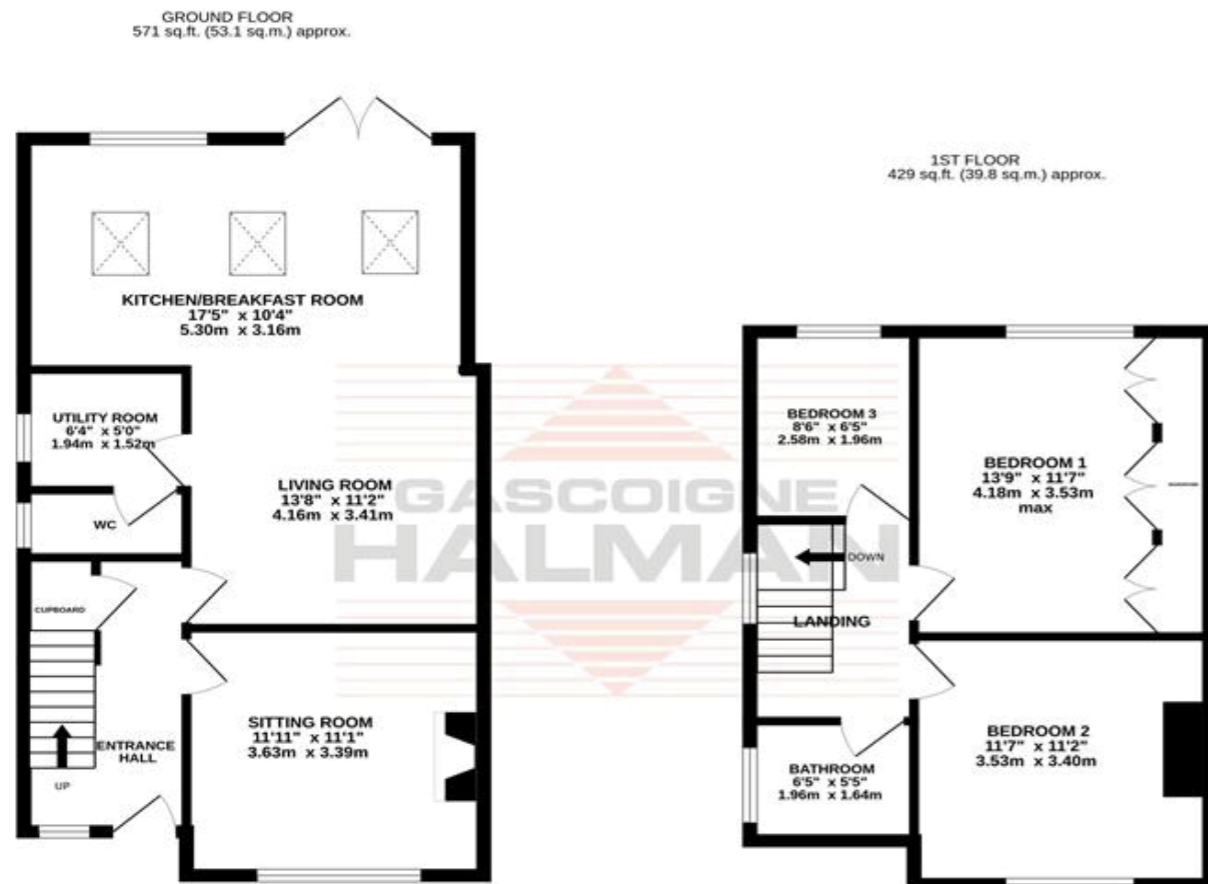 GROUND FLOOR
571 sq.ft. (53.1 sq.m.) approx.
KITCHEN/BREAKFAST ROOM
17'5" x 10'4"
5.30m x 3.16m
UTILITY ROOM
6'4" x 5'0"
1.94m x 1.52m
WC
LIVING ROOM
13'8" x 11'2"
4.16m x 3.41m
CUPBOARD
ENTRANCE
HALL
UP
SITTING ROOM
11'11" x 11'1"
3.63m x 3.39m
GASCOIGNE
HALMAN
1ST FLOOR
429 sq.ft. (39.8 sq.m.) approx.
BEDROOM 3
8'6" x 6'5"
2.58m x 1.96m
BEDROOM 1
13'9" x 11'7"
4.18m x 3.53m
max
DOWN
LANDING
BATHROOM
6'5" x 5'5"
1.96m x 1.64m
BEDROOM 2
11'7" x 11'2"
3.53m x 3.40m